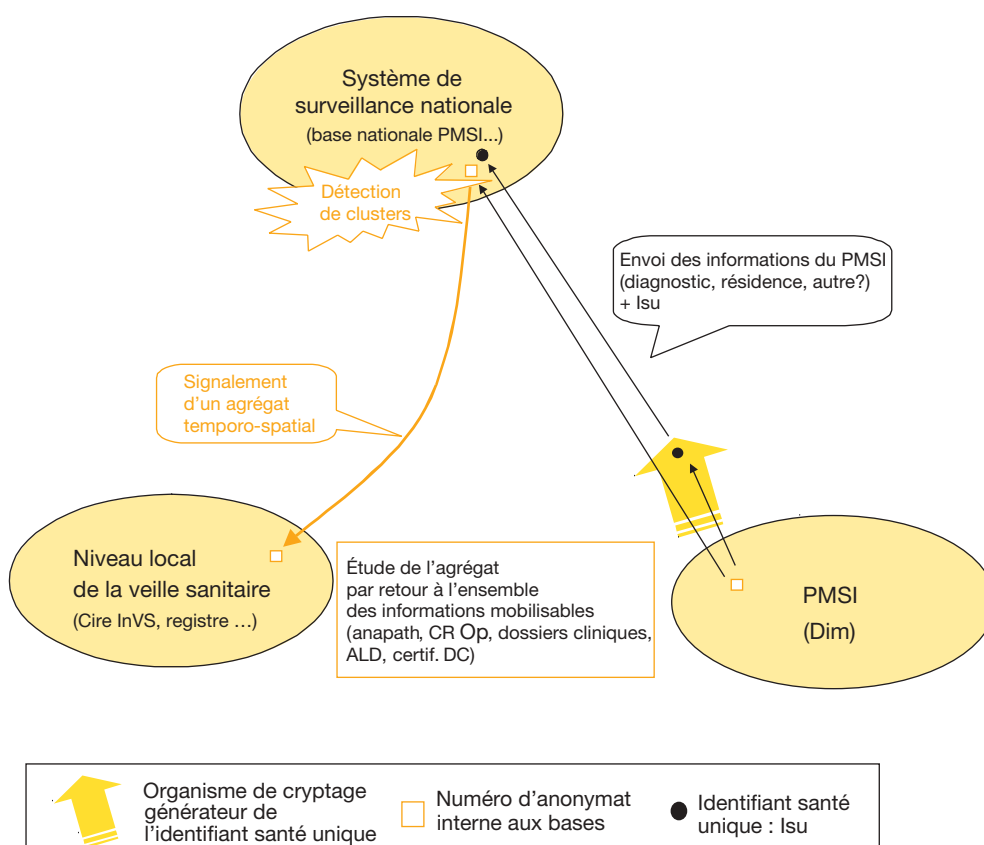 Système de
surveillance nationale
(base nationale PMSI...)
Détection
de clusters
Envoi des informations du PMSI
(diagnostic, résidence, autre?)
+ Isu
Signalement
d'un agrégat
temporo-spatial
Niveau local
de la veille sanitaire
(Cire InVS, registre ...)
Étude de l'agrégat
par retour à l'ensemble
des informations mobilisables
(anapath, CR Op, dossiers cliniques,
ALD, certif. DC)
PMSI
(Dim)
Organisme de cryptage
générateur de
l'identifiant santé unique
Numéro d'anonymat
interne aux bases
Identifiant santé
unique : Isu